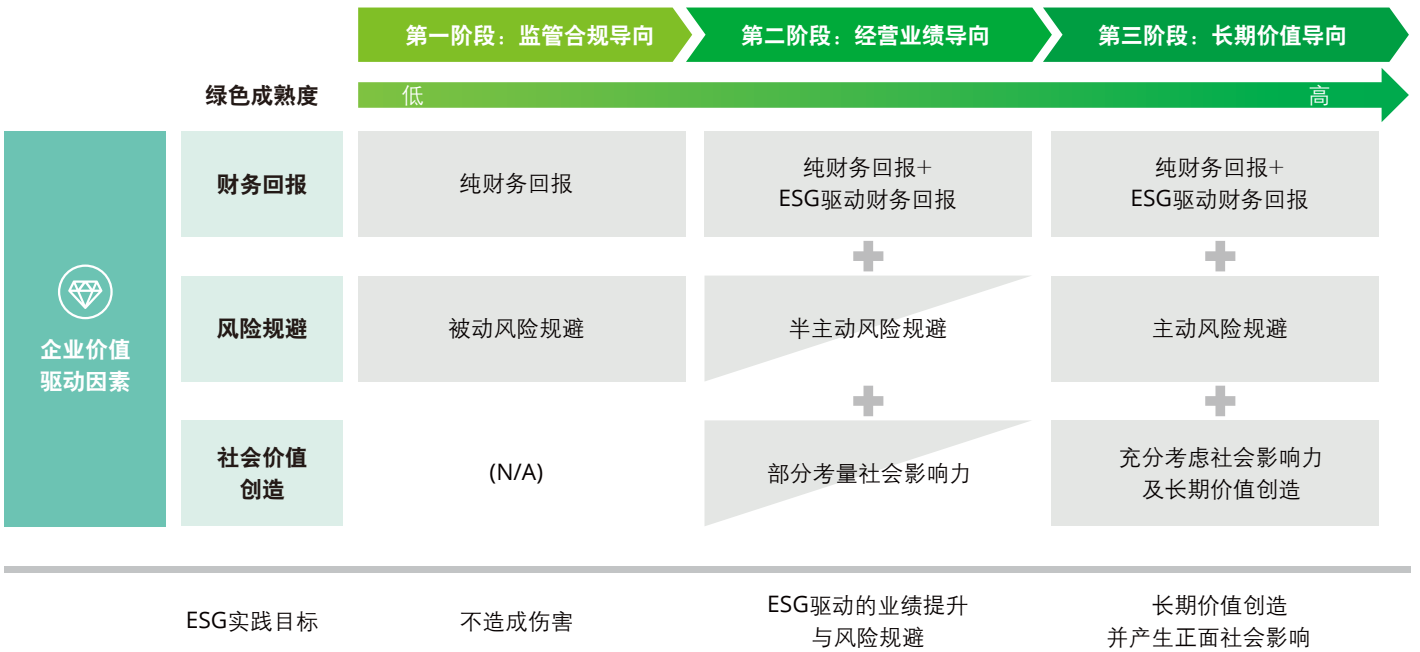 第一阶段：监管合规导向
第二阶段：经营业绩导向
第三阶段：长期价值导向
绿色成熟度
低
高
企业价值
驱动因素
财务回报
纯财务回报
纯财务回报+
ESG驱动财务回报
纯财务回报+
ESG驱动财务回报
风险规避
被动风险规避
半主动风险规避
主动风险规避
社会价值
创造
(N/A)
部分考量社会影响力
充分考虑社会影响力
及长期价值创造
ESG实践目标
不造成伤害
ESG驱动的业绩提升
与风险规避
长期价值创造
并产生正面社会影响